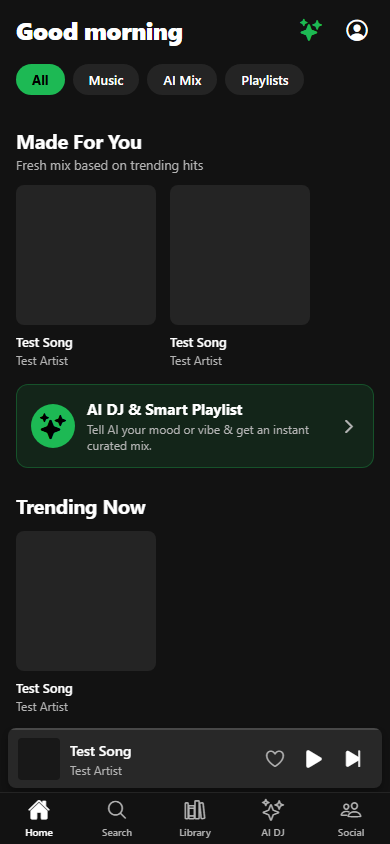 Good morning
All
Music
AI Mix
Playlists
Made For You
Fresh mix based on trending hits
Test Song
Test Artist
Test Song
Test Artist
AI DJ & Smart Playlist
Tell AI your mood or vibe & get an instant
curated mix.
Trending Now
Test Song
Test Artist
Test Song
Test Artist
Home
Search
Library
AI DJ
Social